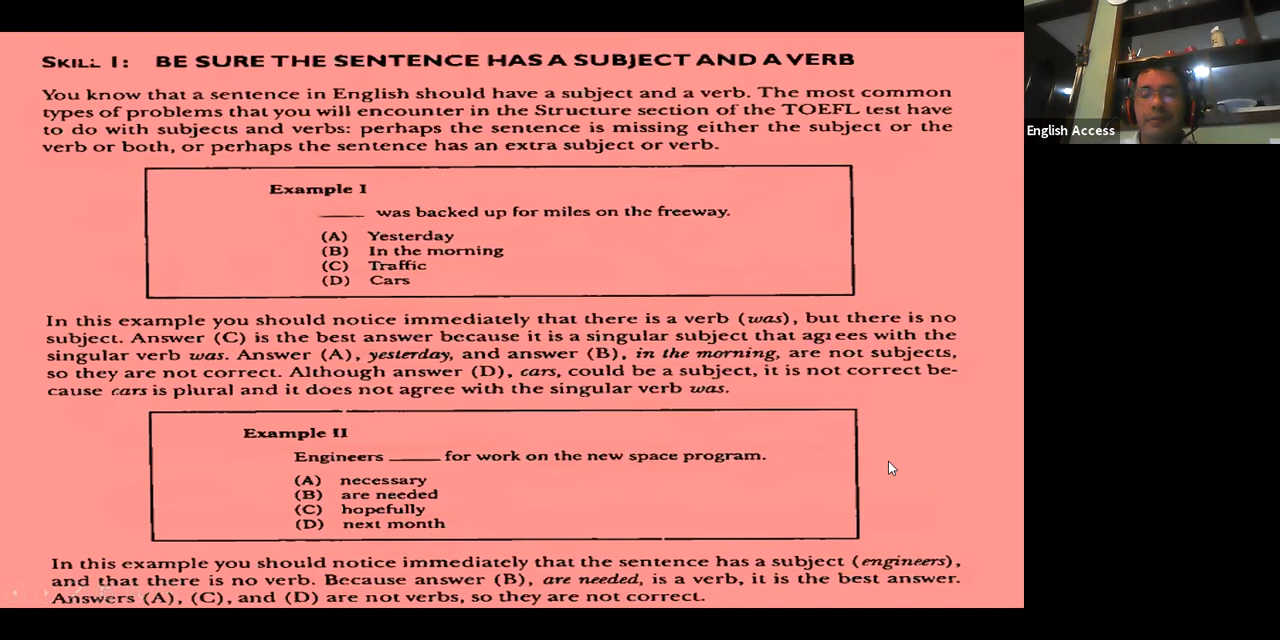 SKILL 1: BE SURE THE SENTENCE HAS A SUBJECT AND A VERB
You know that a sentence in English should have a subject and a verb. The most common
types of problems that you will encounter in the Structure section of the TOEFL test have
to do with subjects and verbs: perhaps the sentence is missing either the subject or the
verb or both, or perhaps the sentence has an extra subject or verb.
Example I
____ was backed up for miles on the freeway.
(A) Yesterday
(B) In the morning
(C) Traffic
(D) Cars
In this example you should notice immediately that there is a verb (was), but there is no
subject. Answer (C) is the best answer because it is a singular subject that agrees with the
singular verb was. Answer (A), yesterday, and answer (B), in the morning, are not subjects,
so they are not correct. Although answer (D), cars, could be a subject, it is not correct be-
cause cars is plural and it does not agree with the singular verb was.
Example II
Engineers ____ for work on the new space program.
(A) necessary
(B) are needed
(C) hopefully
(D) next month
In this example you should notice immediately that the sentence has a subject (engineers),
and that there is no verb. Because answer (B), are needed, is a verb, it is the best answer.
Answers (A), (C), and (D) are not verbs, so they are not correct.
English Access